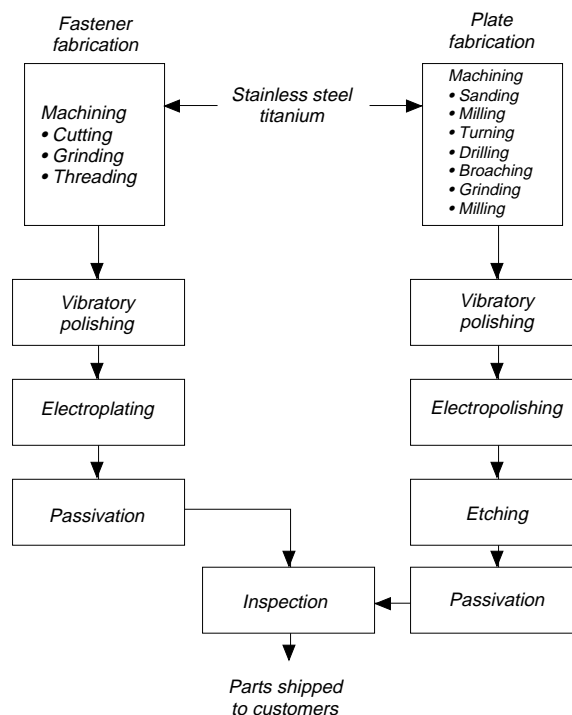 Fastener
fabrication
Machining
• Cutting
• Grinding
• Threading
Vibratory
polishing
Electroplating
Passivation
Stainless steel
titanium
Plate
fabrication
Machining
• Sanding
• Milling
• Turning
• Drilling
• Broaching
• Grinding
• Milling
Vibratory
polishing
Electropolishing
Etching
Passivation
Inspection
Parts shipped
to customers